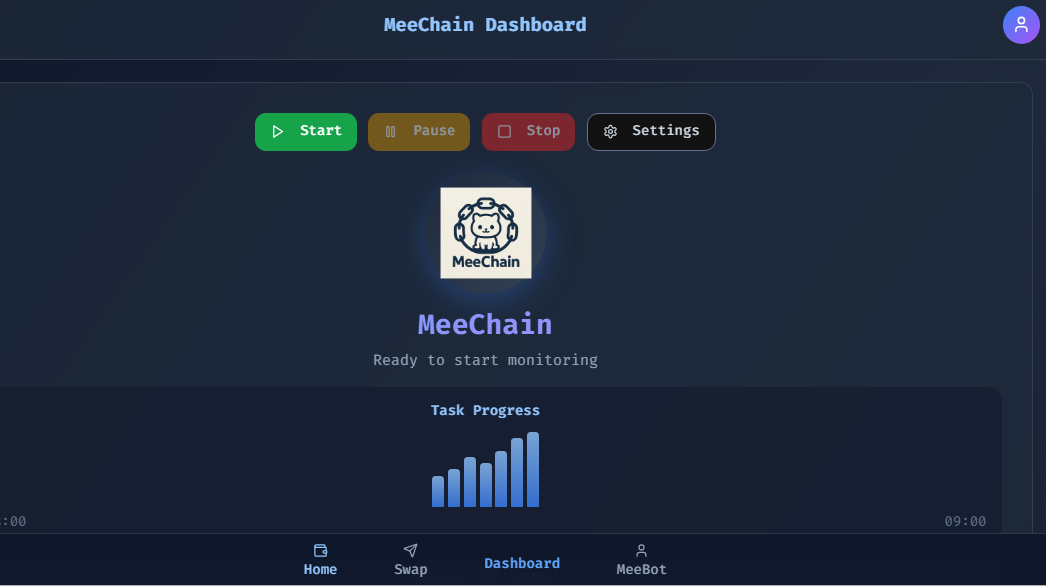 MeeChain Dashboard
Start Pause Stop Settings
MeeChain
MeeChain
Ready to start monitoring
Task Progress
:00 09:00
Home Swap Dashboard MeeBot